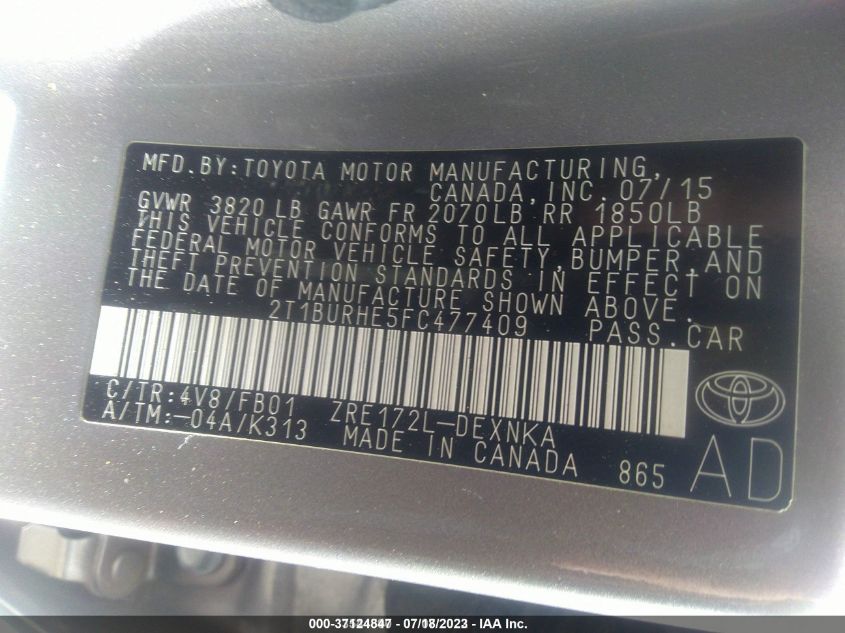 MFD.BY:TOYOTA MOTOR MANUFACTURING,
CANADA,INC. 07/15
GVWR 3820 LB GAWR FR 2070LB RR 1850LB
THIS VEHICLE CONFORMS TO ALL APPLICABLE
FEDERAL MOTOR VEHICLE SAFETY,BUMPER,AND
THEFT PREVENTION STANDARDS IN EFFECT ON
THE DATE OF MANUFACTURE SHOWN ABOVE.
2T1BURHE5FC477409 PASS.CAR
C/TR:4V8/FB01 ZRE172L-DEXNKA
A/TM:-04A/K313 MADE IN CANADA 865
AD
000-37124847 - 07/18/2023 - IAA Inc.